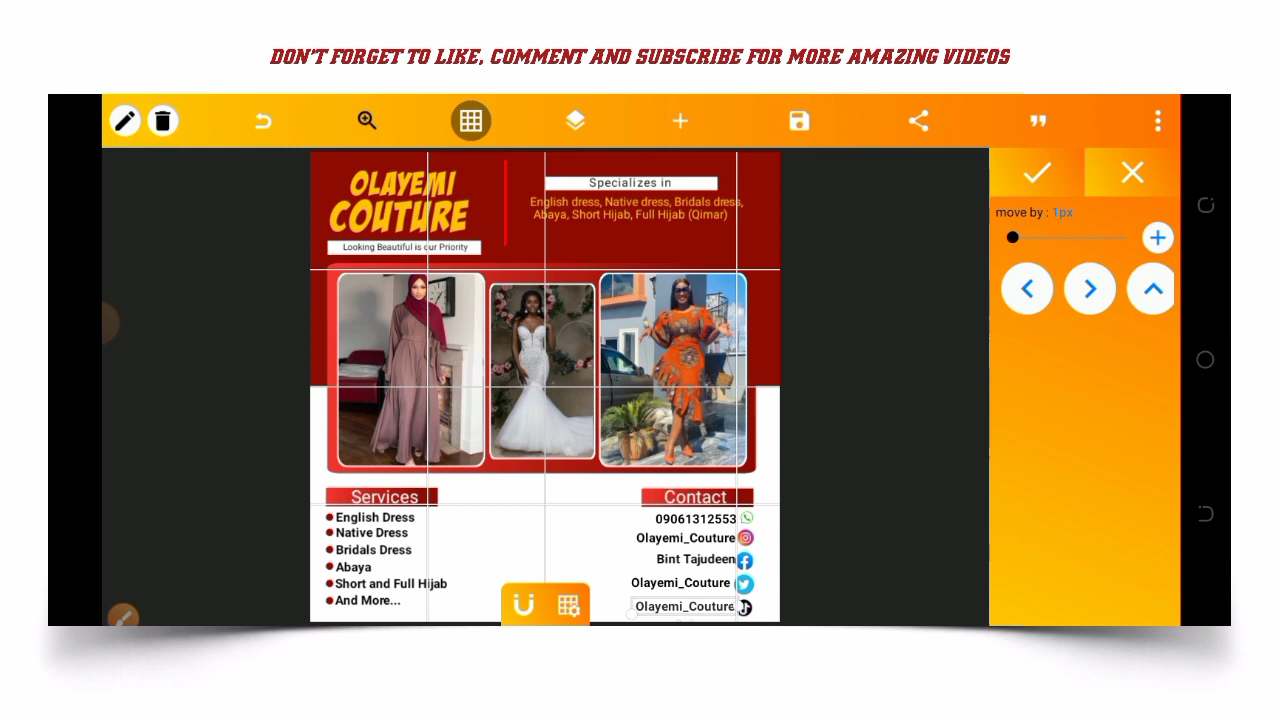 DON'T FORGET TO LIKE, COMMENT AND SUBSCRIBE FOR MORE AMAZING VIDEOS
move by : 1px
OLAYEMI
COUTURE
Looking Beautiful is our Priority
Specializes in
English dress, Native dress, Bridals dress,
Abaya, Short Hijab, Full Hijab (Qimar)
Services
English Dress
Native Dress
Bridals Dress
Abaya
Short and Full Hijab
And More...
Contact
09061312553
Olayemi_Couture
Bint Tajudeen
Olayemi_Couture
Olayemi_Couture